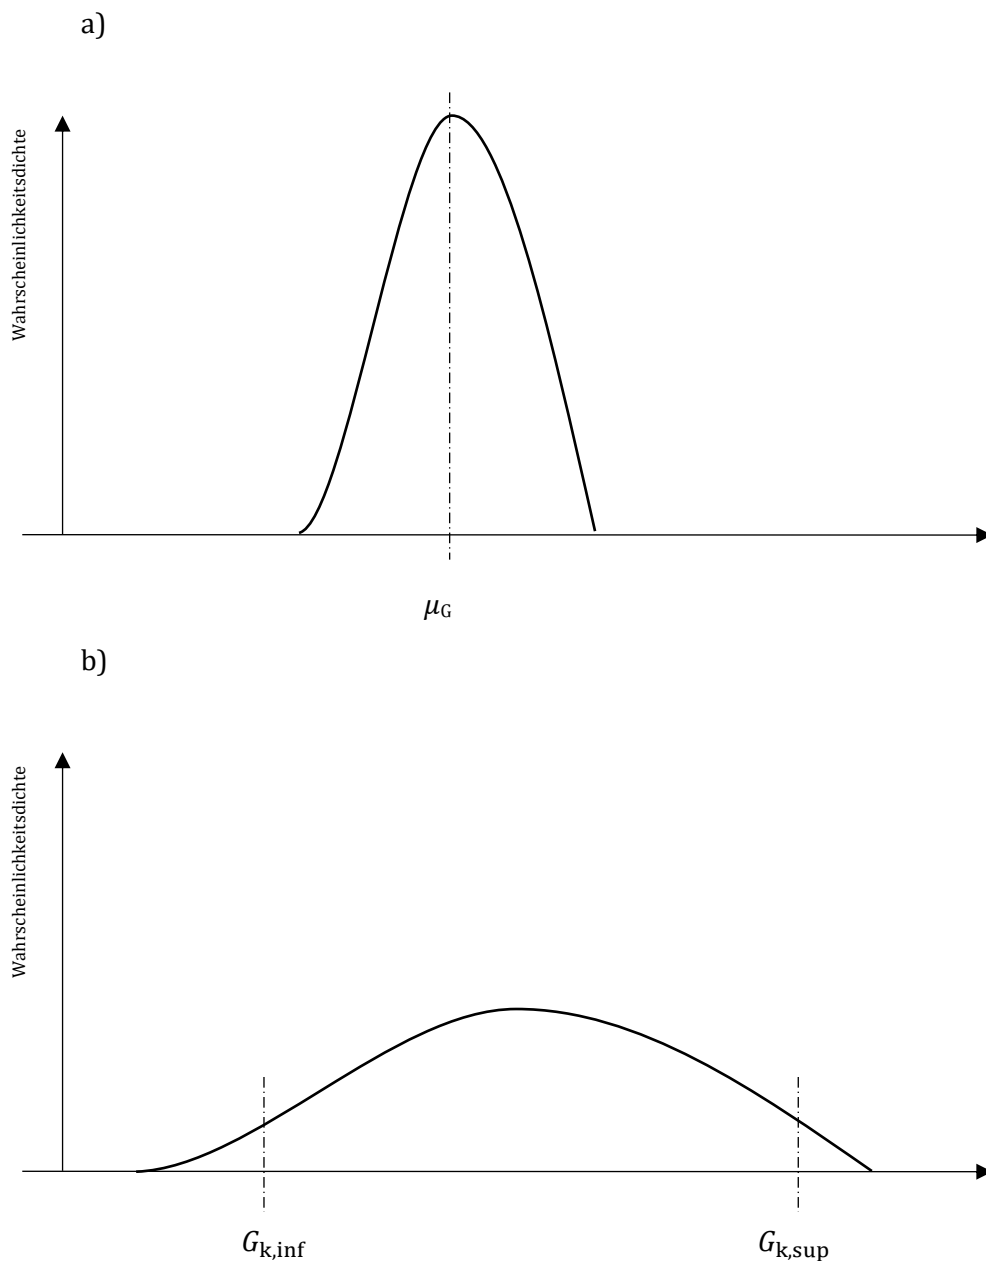 a)
Wahrscheinlichkeitsdichte
μG
b)
Wahrscheinlichkeitsdichte
Gk,inf
Gk,sup